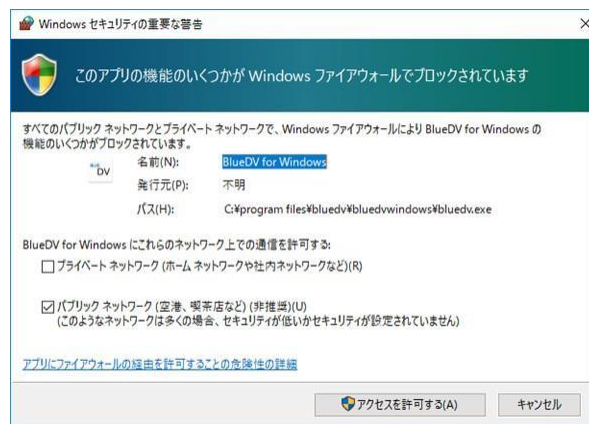 Windows セキュリティの重要な警告
このアプリの機能のいくつかが Windows ファイアウォールでブロックされています
すべてのパブリック ネットワークとプライベート ネットワークで、Windows ファイアウォールにより BlueDV for Windows の
機能のいくつかがブロックされています。
Blue DV
名前(N): BlueDV for Windows
発行元(P): 不明
パス(H): C:¥program files¥bluedv¥bluedvwindows¥bluedv.exe
BlueDV for Windows にこれらのネットワーク上での通信を許可する:
プライベート ネットワーク (ホーム ネットワークや社内ネットワークなど)(R)
パブリック ネットワーク (空港、喫茶店など) (非推奨)(U)
(このようなネットワークは多くの場合、セキュリティが低いかセキュリティが設定されていません)
アプリにファイアウォールの経由を許可することの危険性の詳細
アクセスを許可する(A) キャンセル